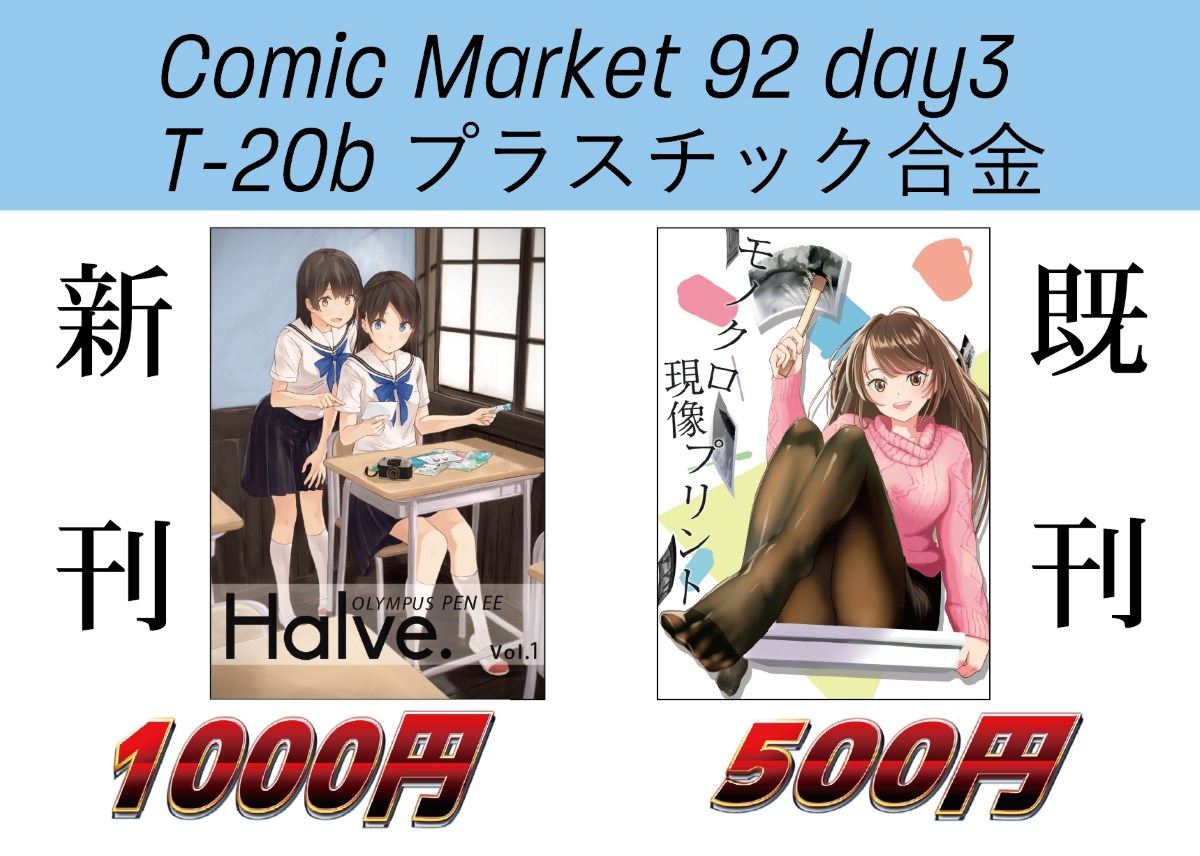 Comic Market 92 day3
T-20b プラスチック合金
新刊
OLYMPUS PEN EE
Halve.
Vol.1
1000円
モノクロ
現像プリント
既刊
500円